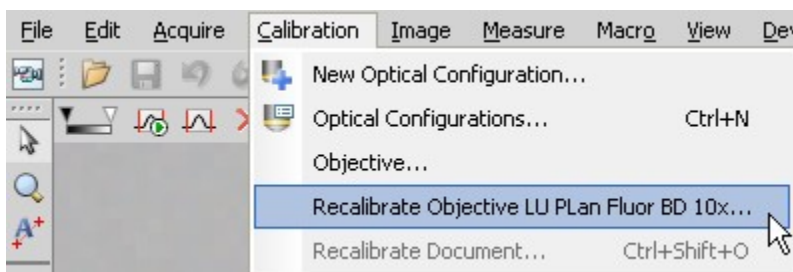 File Edit Acquire Calibration Image Measure Macro View
New Optical Configuration...
Optical Configurations... Ctrl+N
Objective...
Recalibrate Objective LU PLan Fluor BD 10x...
Recalibrate Document... Ctrl+Shift+O